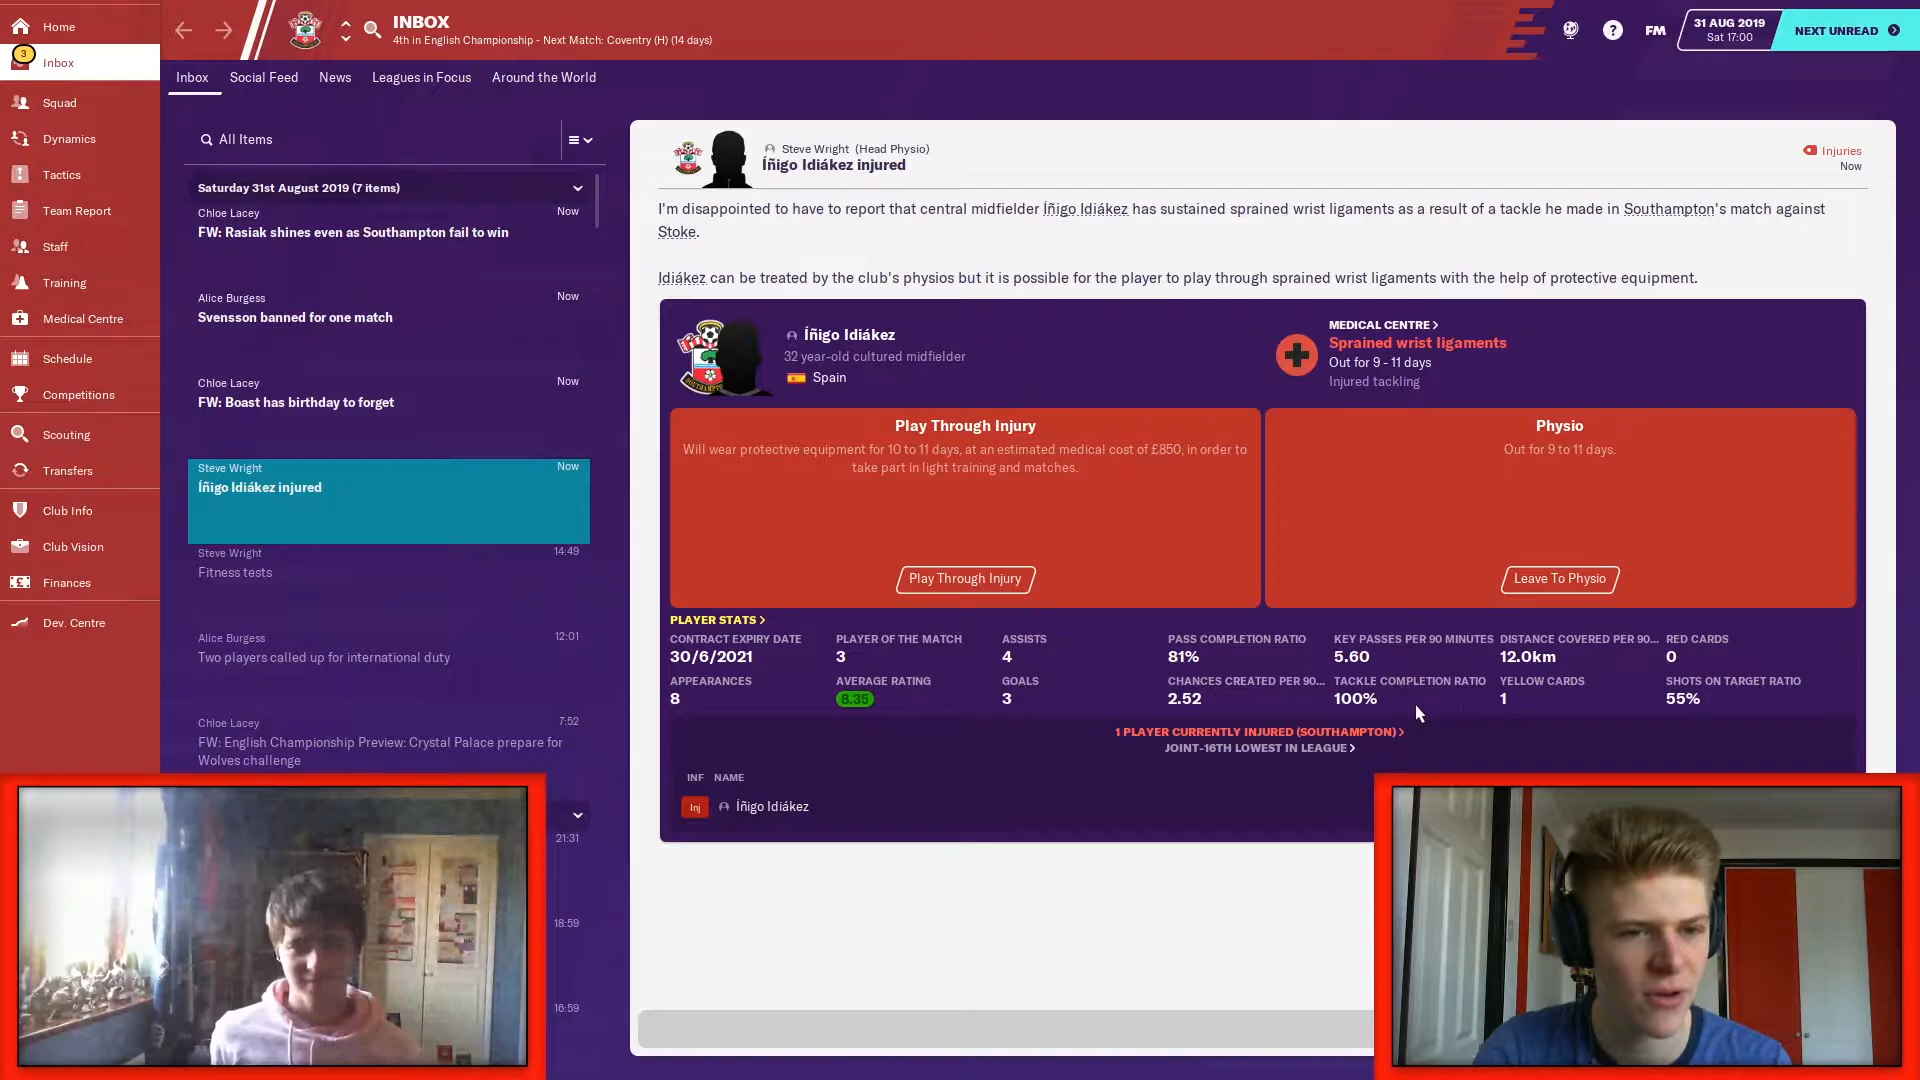 Home
3
Inbox
Squad
Dynamics
Tactics
Team Report
Staff
Training
Medical Centre
Schedule
Competitions
Scouting
Transfers
Club Info
Club Vision
Finances
Dev. Centre
INBOX
4th in English Championship - Next Match: Coventry (H) (14 days)
?
FM
31 AUG 2019
Sat 17:00
NEXT UNREAD
Inbox
Social Feed
News
Leagues in Focus
Around the World
All Items
Saturday 31st August 2019 (7 items)
Chloe Lacey
Now
FW: Rasiak shines even as Southampton fail to win
Alice Burgess
Now
Svensson banned for one match
Chloe Lacey
Now
FW: Boast has birthday to forget
Steve Wright
Now
Íñigo Idiákez injured
Steve Wright
14:49
Fitness tests
Alice Burgess
12:01
Two players called up for international duty
Chloe Lacey
7:52
FW: English Championship Preview: Crystal Palace prepare for
Wolves challenge
21:31
18:59
16:59
Steve Wright (Head Physio)
Íñigo Idiákez injured
Injuries
Now
I'm disappointed to have to report that central midfielder Íñigo Idiákez has sustained sprained wrist ligaments as a result of a tackle he made in Southampton's match against
Stoke.
Idiákez can be treated by the club's physios but it is possible for the player to play through sprained wrist ligaments with the help of protective equipment.
Íñigo Idiákez
32 year-old cultured midfielder
Spain
MEDICAL CENTRE >
Sprained wrist ligaments
Out for 9 - 11 days
Injured tackling
Play Through Injury
Will wear protective equipment for 10 to 11 days, at an estimated medical cost of £850, in order to
take part in light training and matches.
Play Through Injury
Physio
Out for 9 to 11 days.
Leave To Physio
PLAYER STATS >
CONTRACT EXPIRY DATE
PLAYER OF THE MATCH
ASSISTS
PASS COMPLETION RATIO
KEY PASSES PER 90 MINUTES
DISTANCE COVERED PER 90...
RED CARDS
30/6/2021
3
4
81%
5.60
12.0km
0
APPEARANCES
AVERAGE RATING
GOALS
CHANCES CREATED PER 90...
TACKLE COMPLETION RATIO
YELLOW CARDS
SHOTS ON TARGET RATIO
8
8.35
3
2.52
100%
1
55%
1 PLAYER CURRENTLY INJURED (SOUTHAMPTON) >
JOINT-16TH LOWEST IN LEAGUE >
INF
NAME
Inj
Íñigo Idiákez